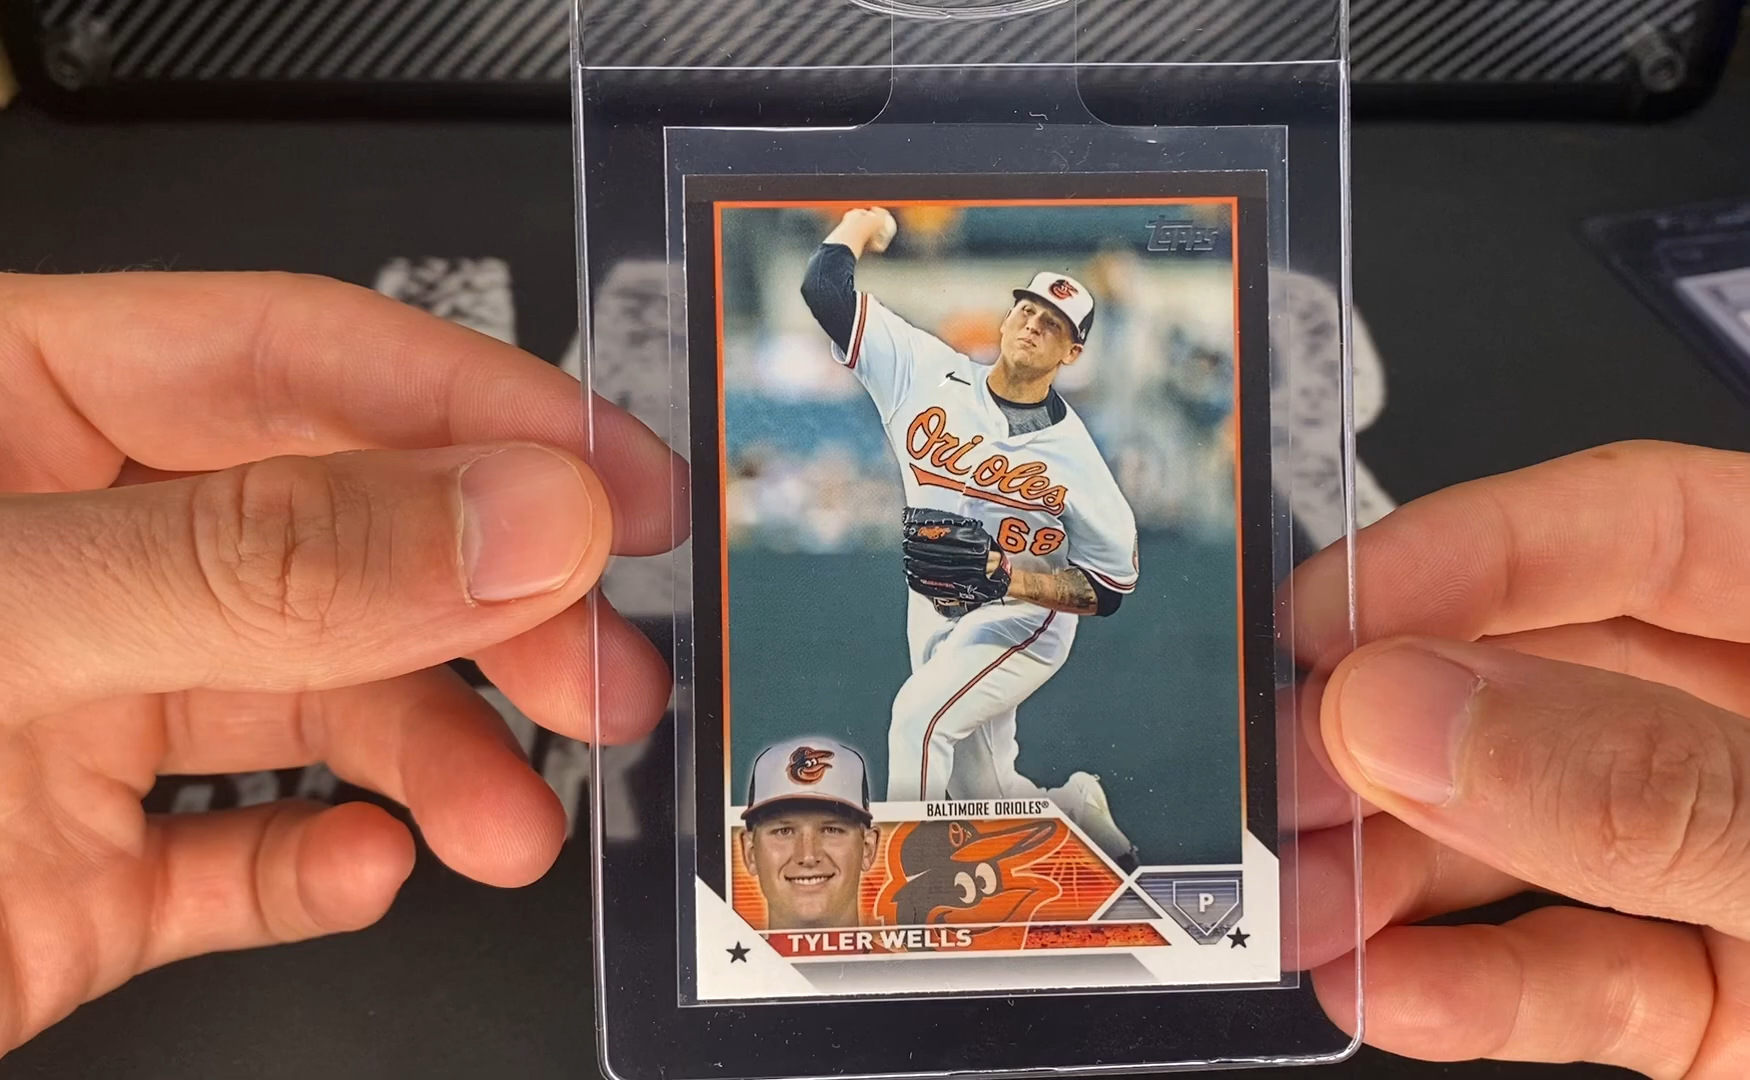 Topps
Orioles
68
BALTIMORE ORIOLES®
O's
P
TYLER WELLS